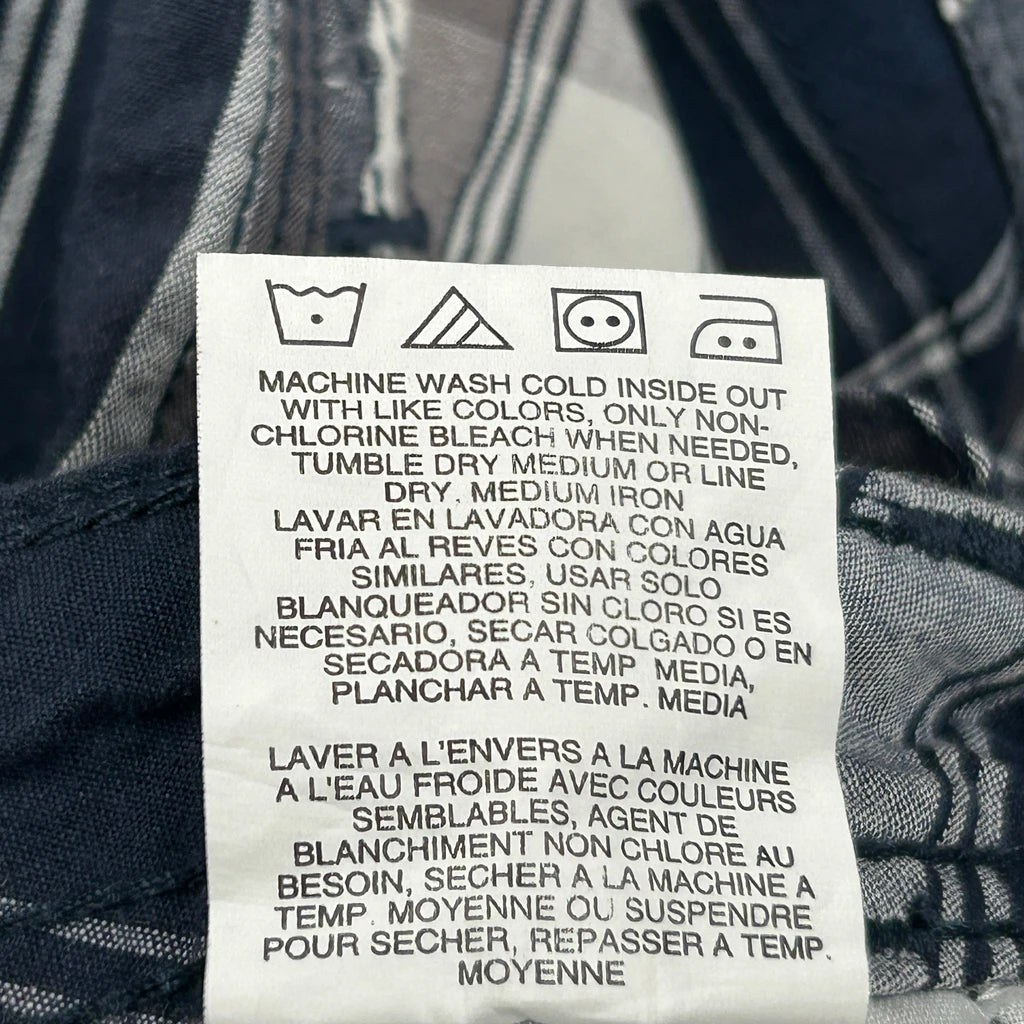 MACHINE WASH COLD INSIDE OUT
WITH LIKE COLORS, ONLY NON-
CHLORINE BLEACH WHEN NEEDED,
TUMBLE DRY MEDIUM OR LINE
DRY, MEDIUM IRON
LAVAR EN LAVADORA CON AGUA
FRIA AL REVES CON COLORES
SIMILARES, USAR SOLO
BLANQUEADOR SIN CLORO SI ES
NECESARIO, SECAR COLGADO O EN
SECADORA A TEMP MEDIA,
PLANCHAR A TEMP. MEDIA
LAVER A L'ENVERS A LA MACHINE
A L'EAU FROIDE AVEC COULEURS
SEMBLABLES, AGENT DE
BLANCHIMENT NON CHLORE AU
BESOIN, SECHER A LA MACHINE A
TEMP. MOYENNE OU SUSPENDRE
POUR SECHER, REPASSER A TEMP.
MOYENNE